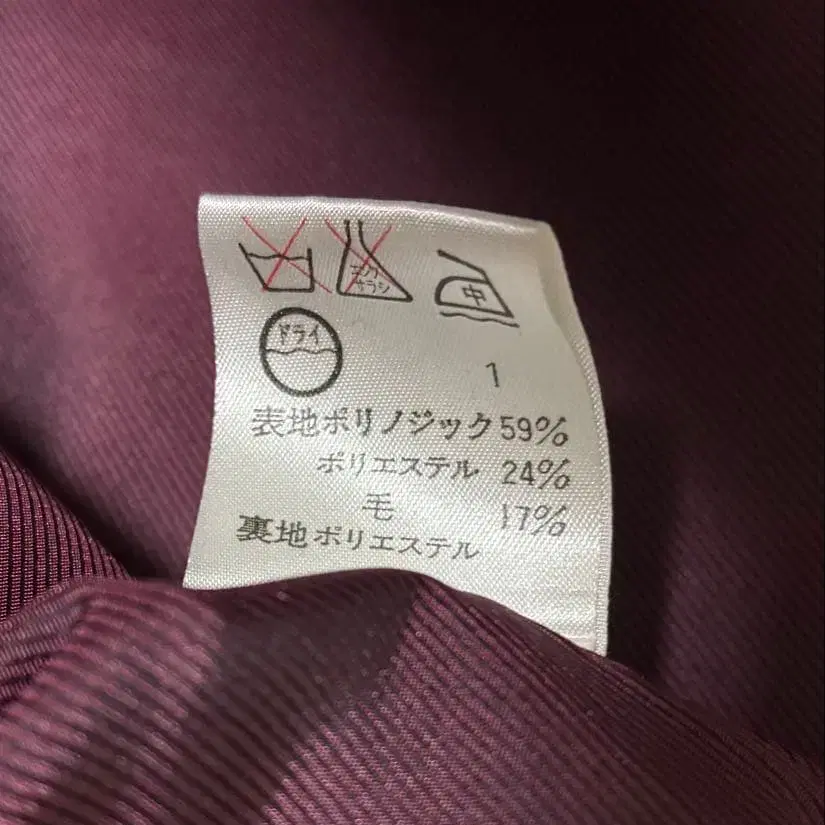 エンソ
サラシ
中
ドライ
1
表地ポリノジック59%
ポリエステル 24%
毛 17%
裏地ポリエステル